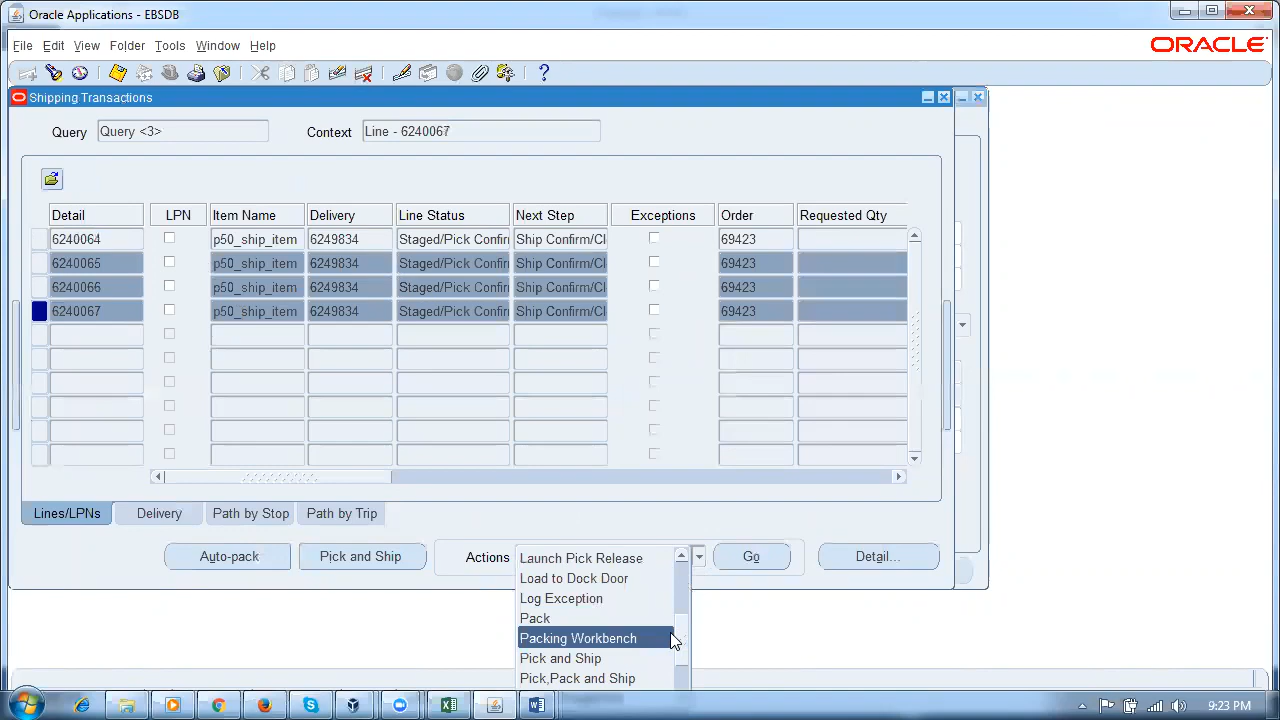 Oracle Applications - EBSDB
File Edit View Folder Tools Window Help
ORACLE
Shipping Transactions
Query Query <3> Context Line - 6240067
Detail LPN Item Name Delivery Line Status Next Step Exceptions Order Requested Qty
6240064 p50_ship_item 6249834 Staged/Pick Confir Ship Confirm/Cl 69423
6240065 p50_ship_item 6249834 Staged/Pick Confir Ship Confirm/Cl 69423
6240066 p50_ship_item 6249834 Staged/Pick Confir Ship Confirm/Cl 69423
6240067 p50_ship_item 6249834 Staged/Pick Confir Ship Confirm/Cl 69423
Lines/LPNs Delivery Path by Stop Path by Trip
Auto-pack Pick and Ship Actions Launch Pick Release Go Detail...
Load to Dock Door
Log Exception
Pack
Packing Workbench
Pick and Ship
Pick,Pack and Ship
9:23 PM